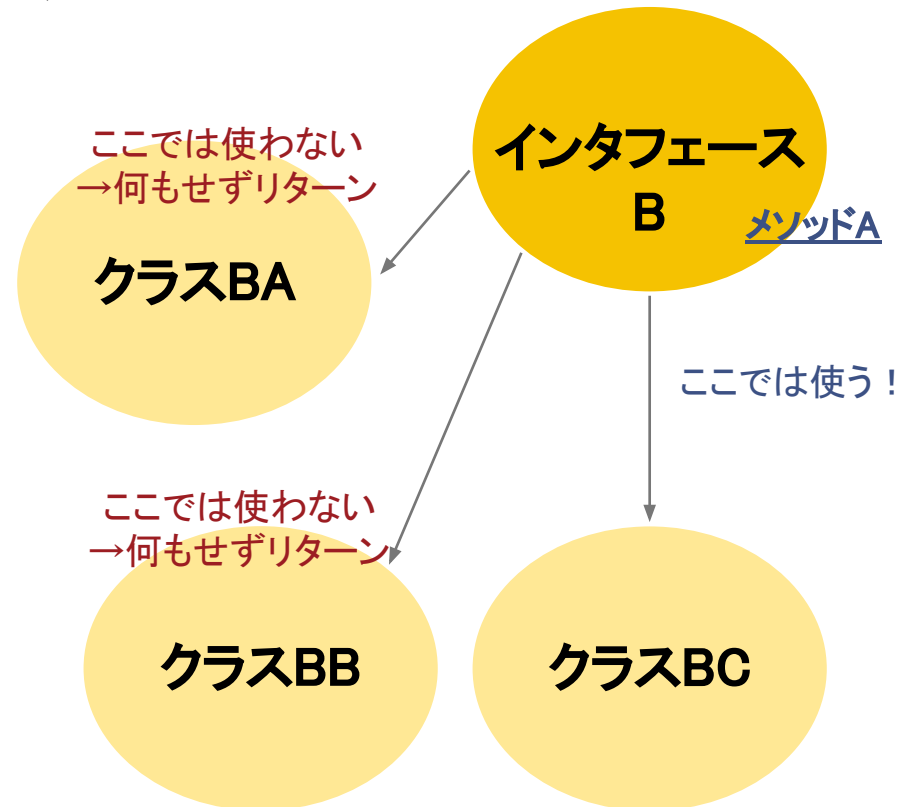 インタフェース
B
メソッドA
ここでは使わない
→何もせずリターン
クラスBA
ここでは使う！
ここでは使わない
→何もせずリターン
クラスBB
クラスBC